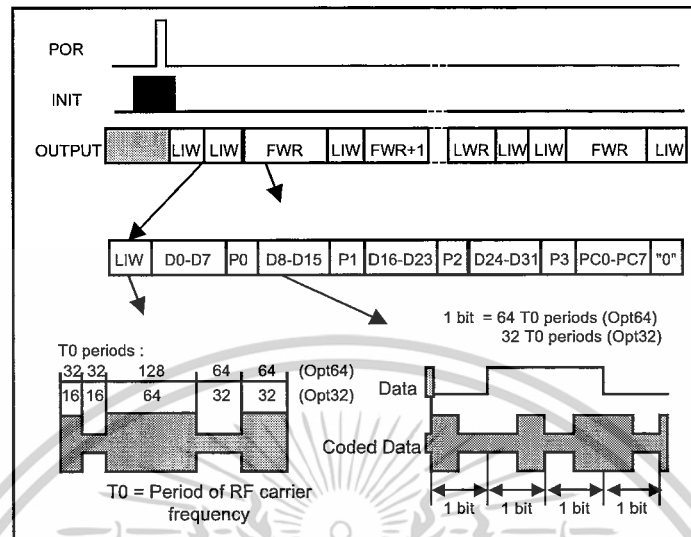 POR
INIT
OUTPUT LIW LIW FWR LIW FWR+1 LWR LIW LIW FWR LIW
LIW D0-D7 P0 D8-D15 P1 D16-D23 P2 D24-D31 P3 PC0-PC7 "0"
1 bit = 64 T0 periods (Opt64)
32 T0 periods (Opt32)
T0 periods :
32 32 128 64 64 (Opt64)
16 16 64 32 32 (Opt32)
Data
Coded Data
T0 = Period of RF carrier
frequency
1 bit 1 bit 1 bit 1 bit